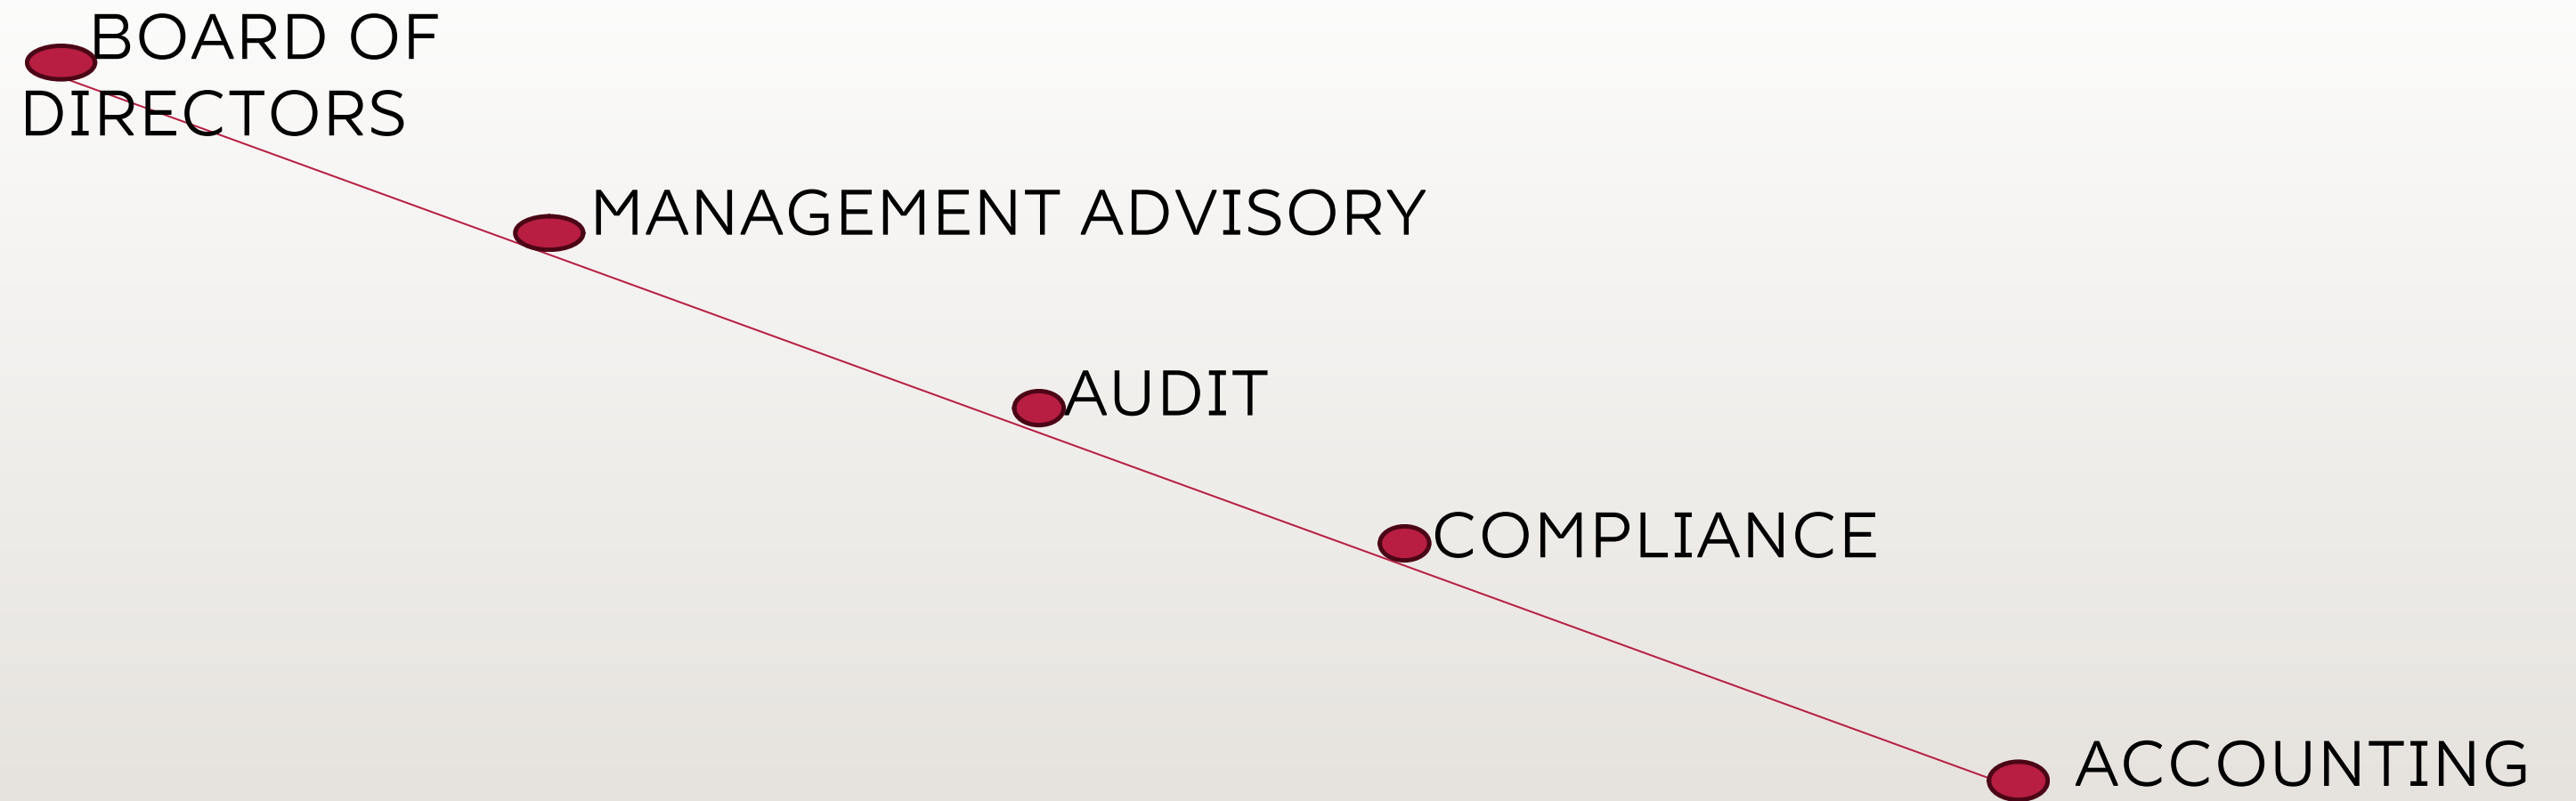 BOARD OF
DIRECTORS
MANAGEMENT ADVISORY
AUDIT
COMPLIANCE
ACCOUNTING